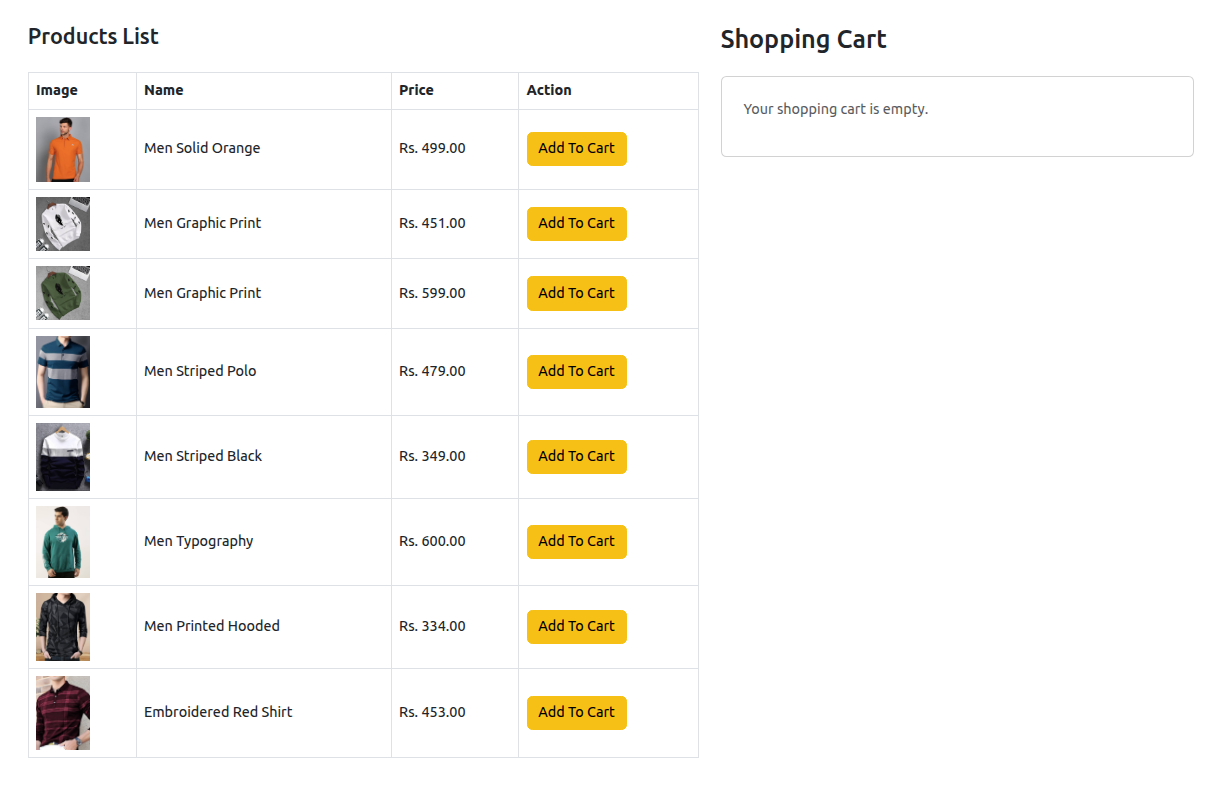 Products List
Image Name Price Action
Men Solid Orange Rs. 499.00 Add To Cart
Men Graphic Print Rs. 451.00 Add To Cart
Men Graphic Print Rs. 599.00 Add To Cart
Men Striped Polo Rs. 479.00 Add To Cart
Men Striped Black Rs. 349.00 Add To Cart
Men Typography Rs. 600.00 Add To Cart
Men Printed Hooded Rs. 334.00 Add To Cart
Embroidered Red Shirt Rs. 453.00 Add To Cart
Shopping Cart
Your shopping cart is empty.